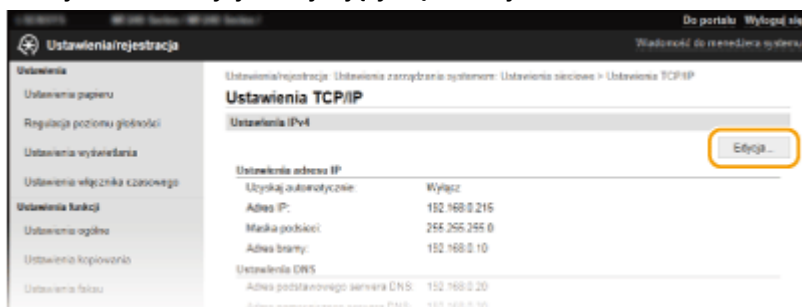 Do portalu Wyloguj się
Ustawienia/rejestracja
Wiadomość do menedżera systemu
Ustawienia
Ustawienia papieru
Regulacja poziomu głośności
Ustawienia wyświetlania
Ustawienia włącznika czasowego
Ustawienia funkcji
Ustawienia ogólne
Ustawienia kopiowania
Ustawienia faksu
Ustawienia/rejestracja: Ustawienia zarządzania systemem: Ustawienia sieciowe > Ustawienia TCP/IP
Ustawienia TCP/IP
Ustawienia IPv4
Edycja...
Ustawienia adresu IP
Uzyskaj automatycznie: Wyłącz
Adres IP: 192.168.0.215
Maska podsieci: 255.255.255.0
Adres bramy: 192.168.0.10
Ustawienia DNS
Adres podstawowego serwera DNS: 192.168.0.20